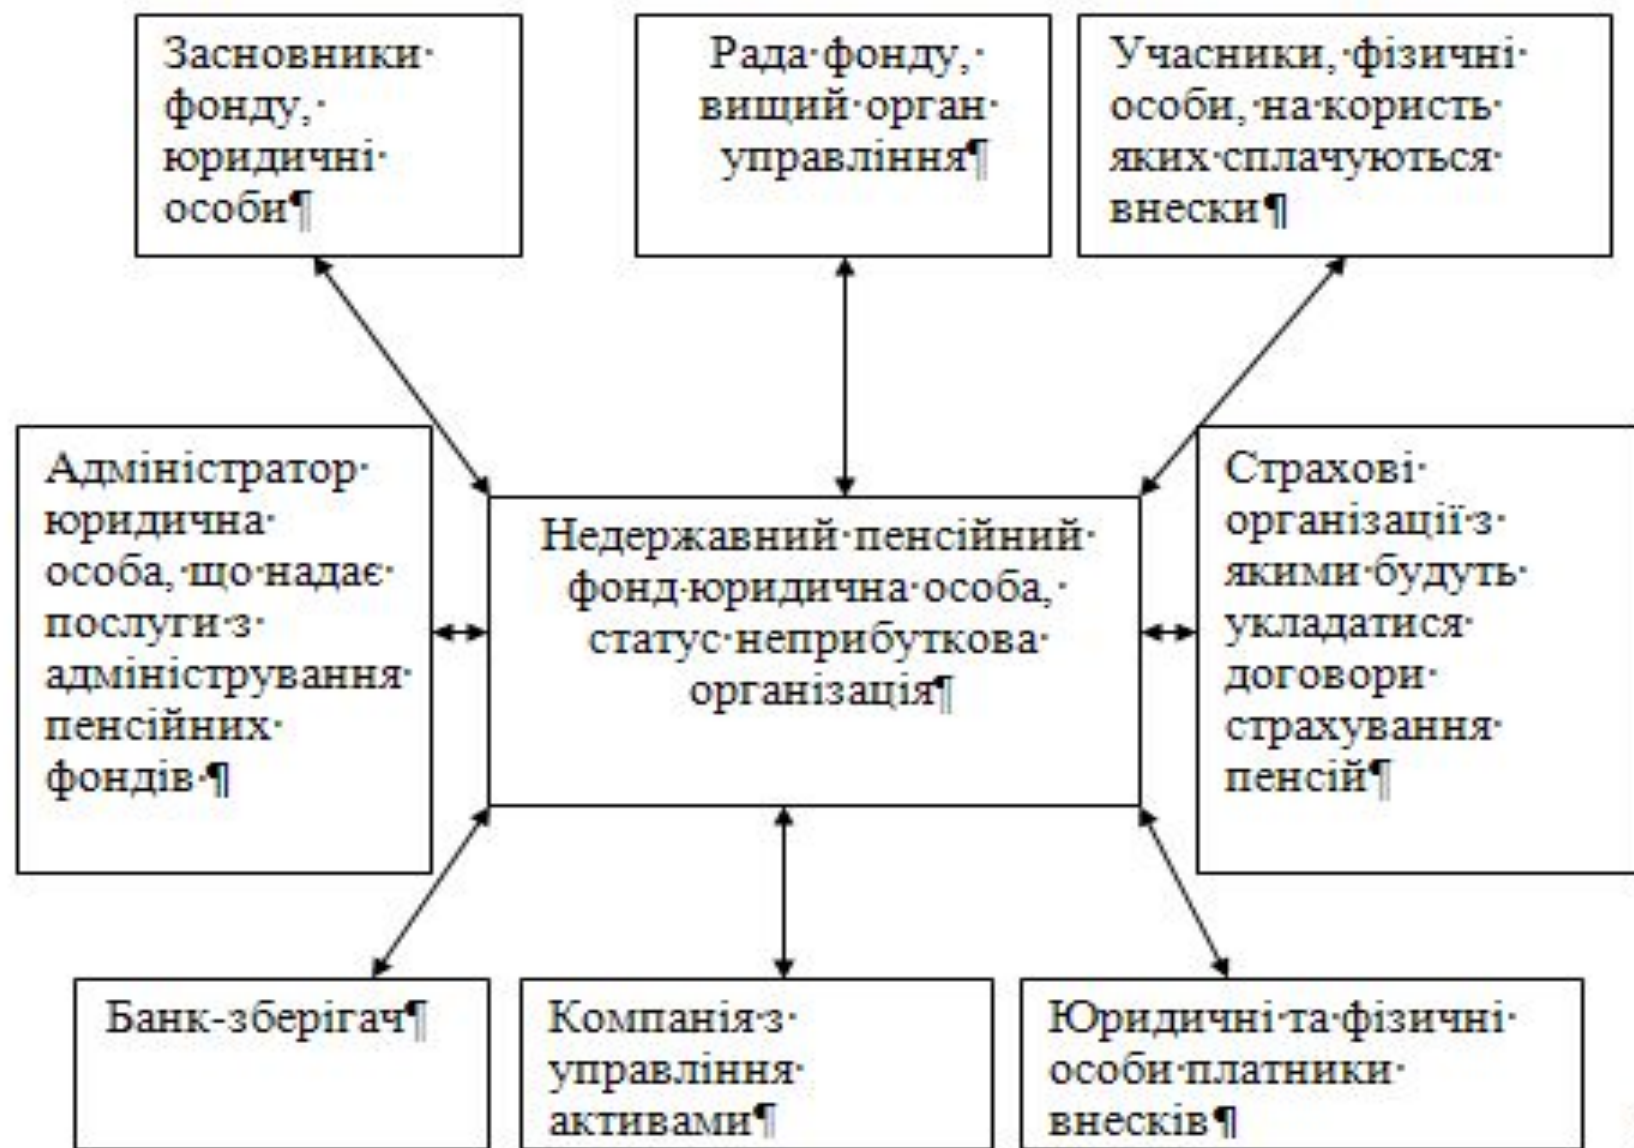 Засновники
фонду,
юридичні
особи¶
Рада фонду,
вищий орган
управління¶
Учасники, фізичні
особи, на користь
яких сплачуються
внески¶
Адміністратор
юридична
особа, що надає
послуги з
адміністрування
пенсійних
фондів ¶
Недержавний пенсійний
фонд юридична особа,
статус неприбуткова
організація¶
Страхові
організації з
якими будуть
укладатися
договори
страхування
пенсій¶
Банк-зберігач¶
Компанія з
управління
активами¶
Юридичні та фізичні
особи платники
внесків¶